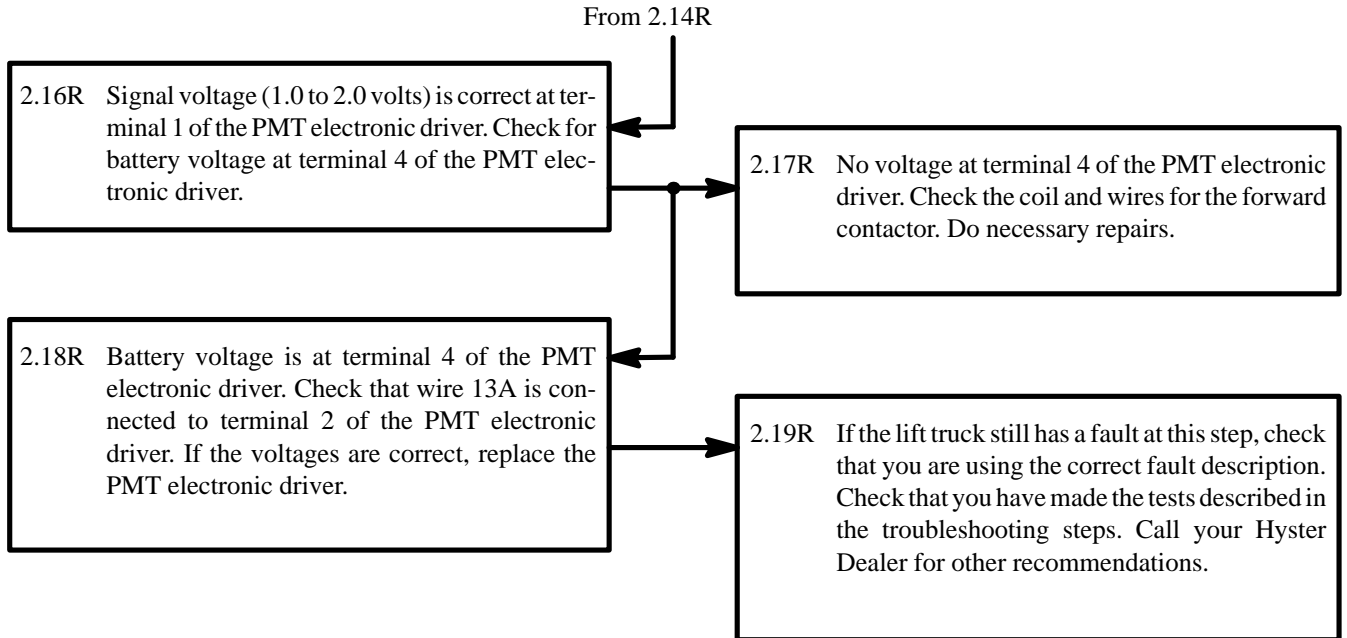 From 2.14R
2.16R Signal voltage (1.0 to 2.0 volts) is correct at ter-
minal 1 of the PMT electronic driver. Check for
battery voltage at terminal 4 of the PMT elec-
tronic driver.
2.17R No voltage at terminal 4 of the PMT electronic
driver. Check the coil and wires for the forward
contactor. Do necessary repairs.
2.18R Battery voltage is at terminal 4 of the PMT
electronic driver. Check that wire 13A is con-
nected to terminal 2 of the PMT electronic
driver. If the voltages are correct, replace the
PMT electronic driver.
2.19R If the lift truck still has a fault at this step, check
that you are using the correct fault description.
Check that you have made the tests described in
the troubleshooting steps. Call your Hyster
Dealer for other recommendations.